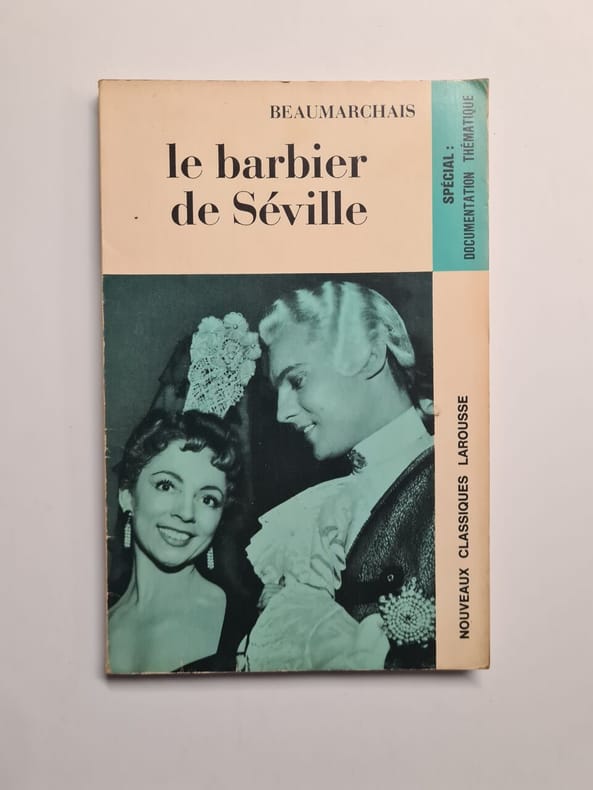 BEAUMARCHAIS
le barbier
de Séville
SPÉCIAL :
DOCUMENTATION THÉMATIQUE
NOUVEAUX CLASSIQUES LAROUSSE